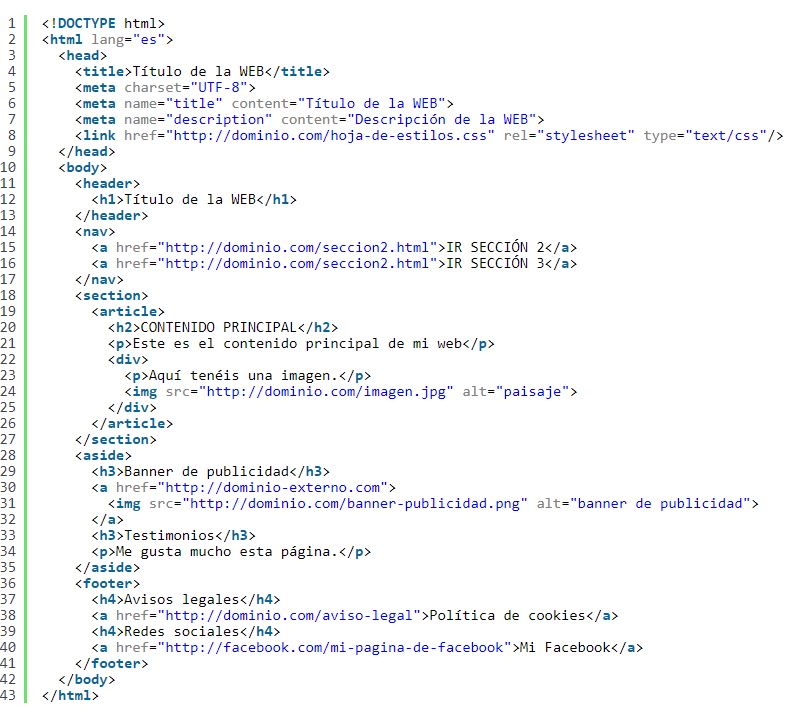 1 <!DOCTYPE html>
2 <html lang="es">
3   <head>
4     <title>Título de la WEB</title>
5     <meta charset="UTF-8">
6     <meta name="title" content="Título de la WEB">
7     <meta name="description" content="Descripción de la WEB">
8     <link href="http://dominio.com/hoja-de-estilos.css" rel="stylesheet" type="text/css"/>
9   </head>
10   <body>
11     <header>
12       <h1>Título de la WEB</h1>
13     </header>
14     <nav>
15       <a href="http://dominio.com/seccion2.html">IR SECCIÓN 2</a>
16       <a href="http://dominio.com/seccion2.html">IR SECCIÓN 3</a>
17     </nav>
18     <section>
19       <article>
20         <h2>CONTENIDO PRINCIPAL</h2>
21         <p>Este es el contenido principal de mi web</p>
22         <div>
23           <p>Aquí tenéis una imagen.</p>
24           <img src="http://dominio.com/imagen.jpg" alt="paisaje">
25         </div>
26       </article>
27     </section>
28     <aside>
29       <h3>Banner de publicidad</h3>
30       <a href="http://dominio-externo.com">
31         <img src="http://dominio.com/banner-publicidad.png" alt="banner de publicidad">
32       </a>
33       <h3>Testimonios</h3>
34       <p>Me gusta mucho esta página.</p>
35     </aside>
36     <footer>
37       <h4>Avisos legales</h4>
38       <a href="http://dominio.com/aviso-legal">Política de cookies</a>
39       <h4>Redes sociales</h4>
40       <a href="http://facebook.com/mi-pagina-de-facebook">Mi Facebook</a>
41     </footer>
42   </body>
43 </html>